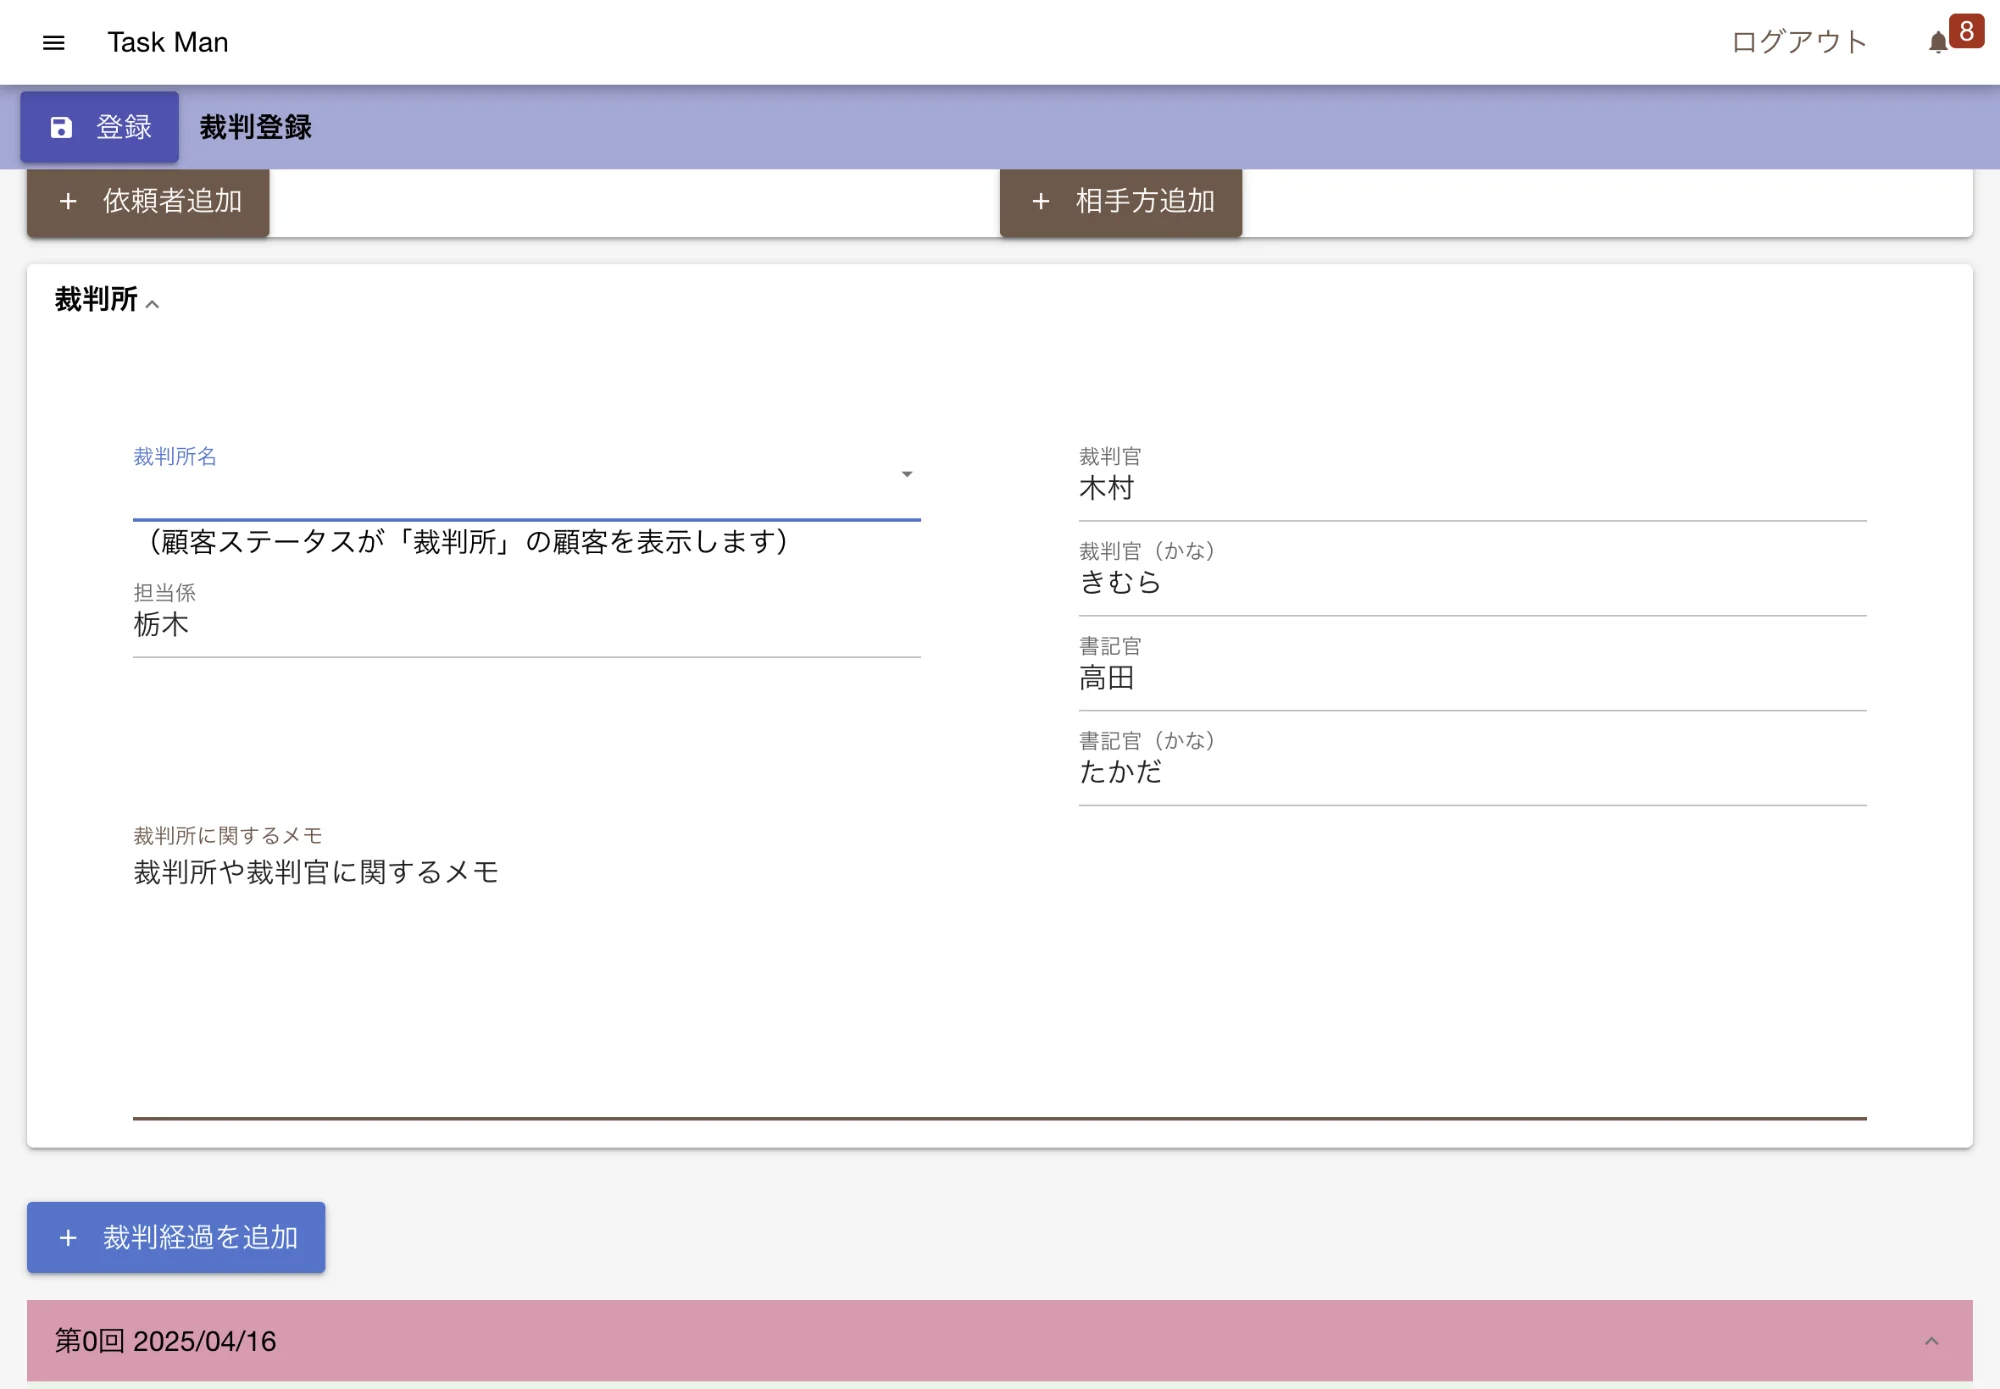 Task Man
ログアウト
8
登録
裁判登録
依頼者追加
相手方追加
裁判所
裁判所名
（顧客ステータスが「裁判所」の顧客を表示します）
担当係
栃木
裁判官
木村
裁判官（かな）
きむら
書記官
高田
書記官（かな）
たかだ
裁判所に関するメモ
裁判所や裁判官に関するメモ
裁判経過を追加
第0回 2025/04/16